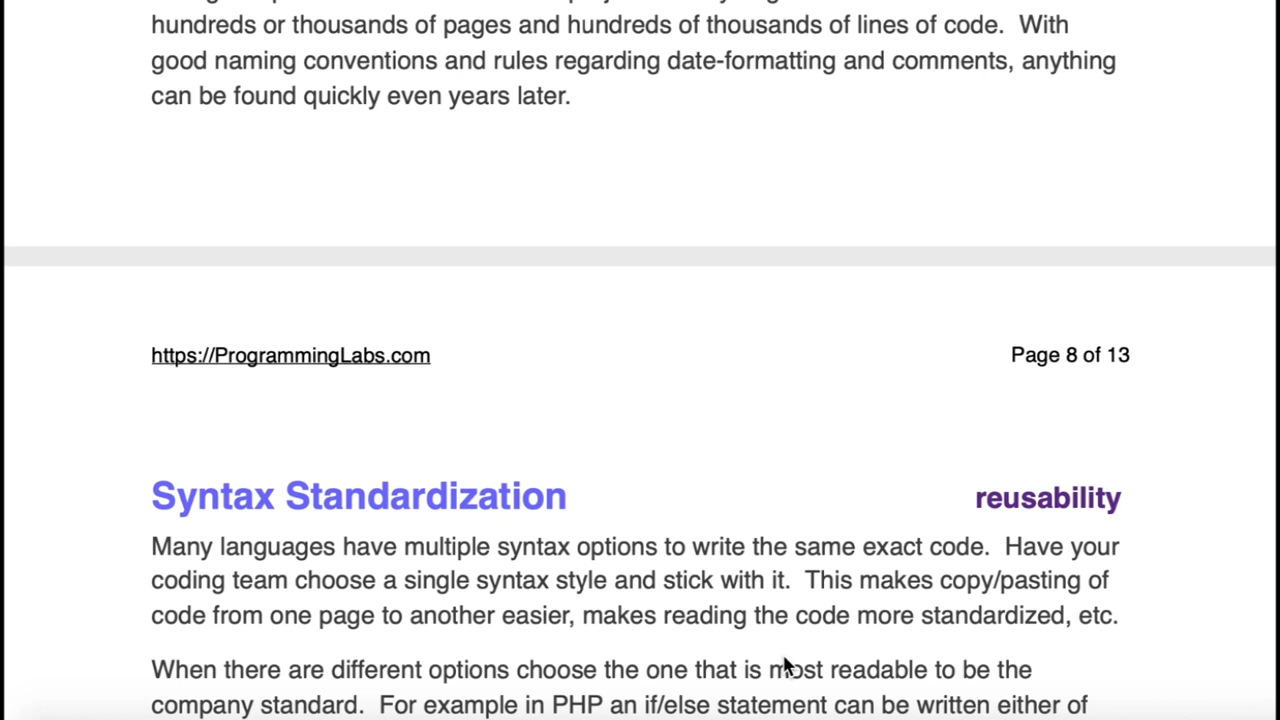 hundreds or thousands of pages and hundreds of thousands of lines of code.  With
good naming conventions and rules regarding date-formatting and comments, anything
can be found quickly even years later.
https://ProgrammingLabs.com
Page 8 of 13
Syntax Standardization
reusability
Many languages have multiple syntax options to write the same exact code.  Have your
coding team choose a single syntax style and stick with it.  This makes copy/pasting of
code from one page to another easier, makes reading the code more standardized, etc.
When there are different options choose the one that is most readable to be the
company standard.  For example in PHP an if/else statement can be written either of